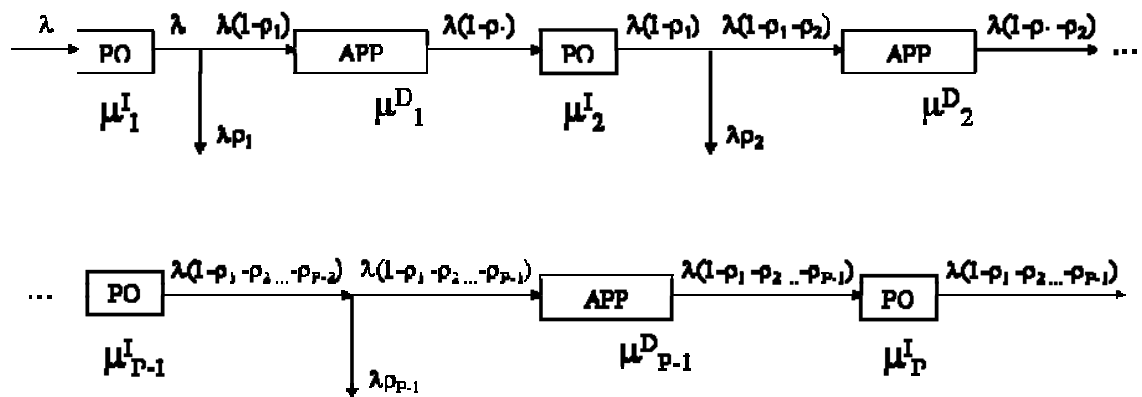 λ PO λ λ(1-ρ₁) APP λ(1-ρ.) PO λ(1-ρ₁) λ(1-ρ₁ -ρ₂) APP λ(1-ρ. -ρ₂) ...
μᴵ₁ μᴰ₁ μᴵ₂ μᴰ₂
λρ₁ λρ₂
... PO λ(1-ρ₁ -ρ₂ ... -ρP-2) λ(1-ρ₁ -ρ₂ ... -ρP-1) APP λ(1-ρ₁ -ρ₂ .. -ρP-1) PO λ(1-ρ₁ -ρ₂ ... -ρP-1)
μᴵP-1 μᴰP-1 μᴵP
λρP-1